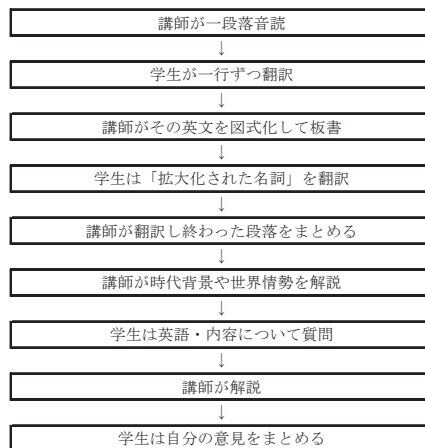 講師が一段落音読
↓
学生が一行ずつ翻訳
↓
講師がその英文を図式化して板書
↓
学生は「拡大化された名詞」を翻訳
↓
講師が翻訳し終わった段落をまとめる
↓
講師が時代背景や世界情勢を解説
↓
学生は英語・内容について質問
↓
講師が解説
↓
学生は自分の意見をまとめる